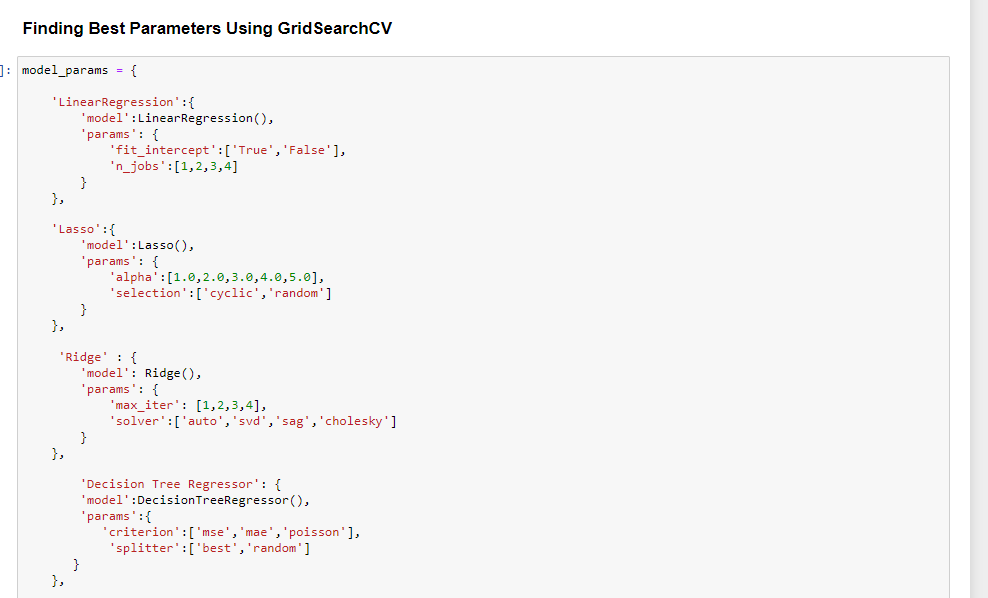 Finding Best Parameters Using GridSearchCV
]: model_params = {
'LinearRegression':{
'model':LinearRegression(),
'params': {
'fit_intercept':['True','False'],
'n_jobs':[1,2,3,4]
}
},
'Lasso':{
'model':Lasso(),
'params': {
'alpha':[1.0,2.0,3.0,4.0,5.0],
'selection':['cyclic','random']
}
},
'Ridge' : {
'model': Ridge(),
'params': {
'max_iter': [1,2,3,4],
'solver':['auto','svd','sag','cholesky']
}
},
'Decision Tree Regressor': {
'model':DecisionTreeRegressor(),
'params':{
'criterion':['mse','mae','poisson'],
'splitter':['best','random']
}
},